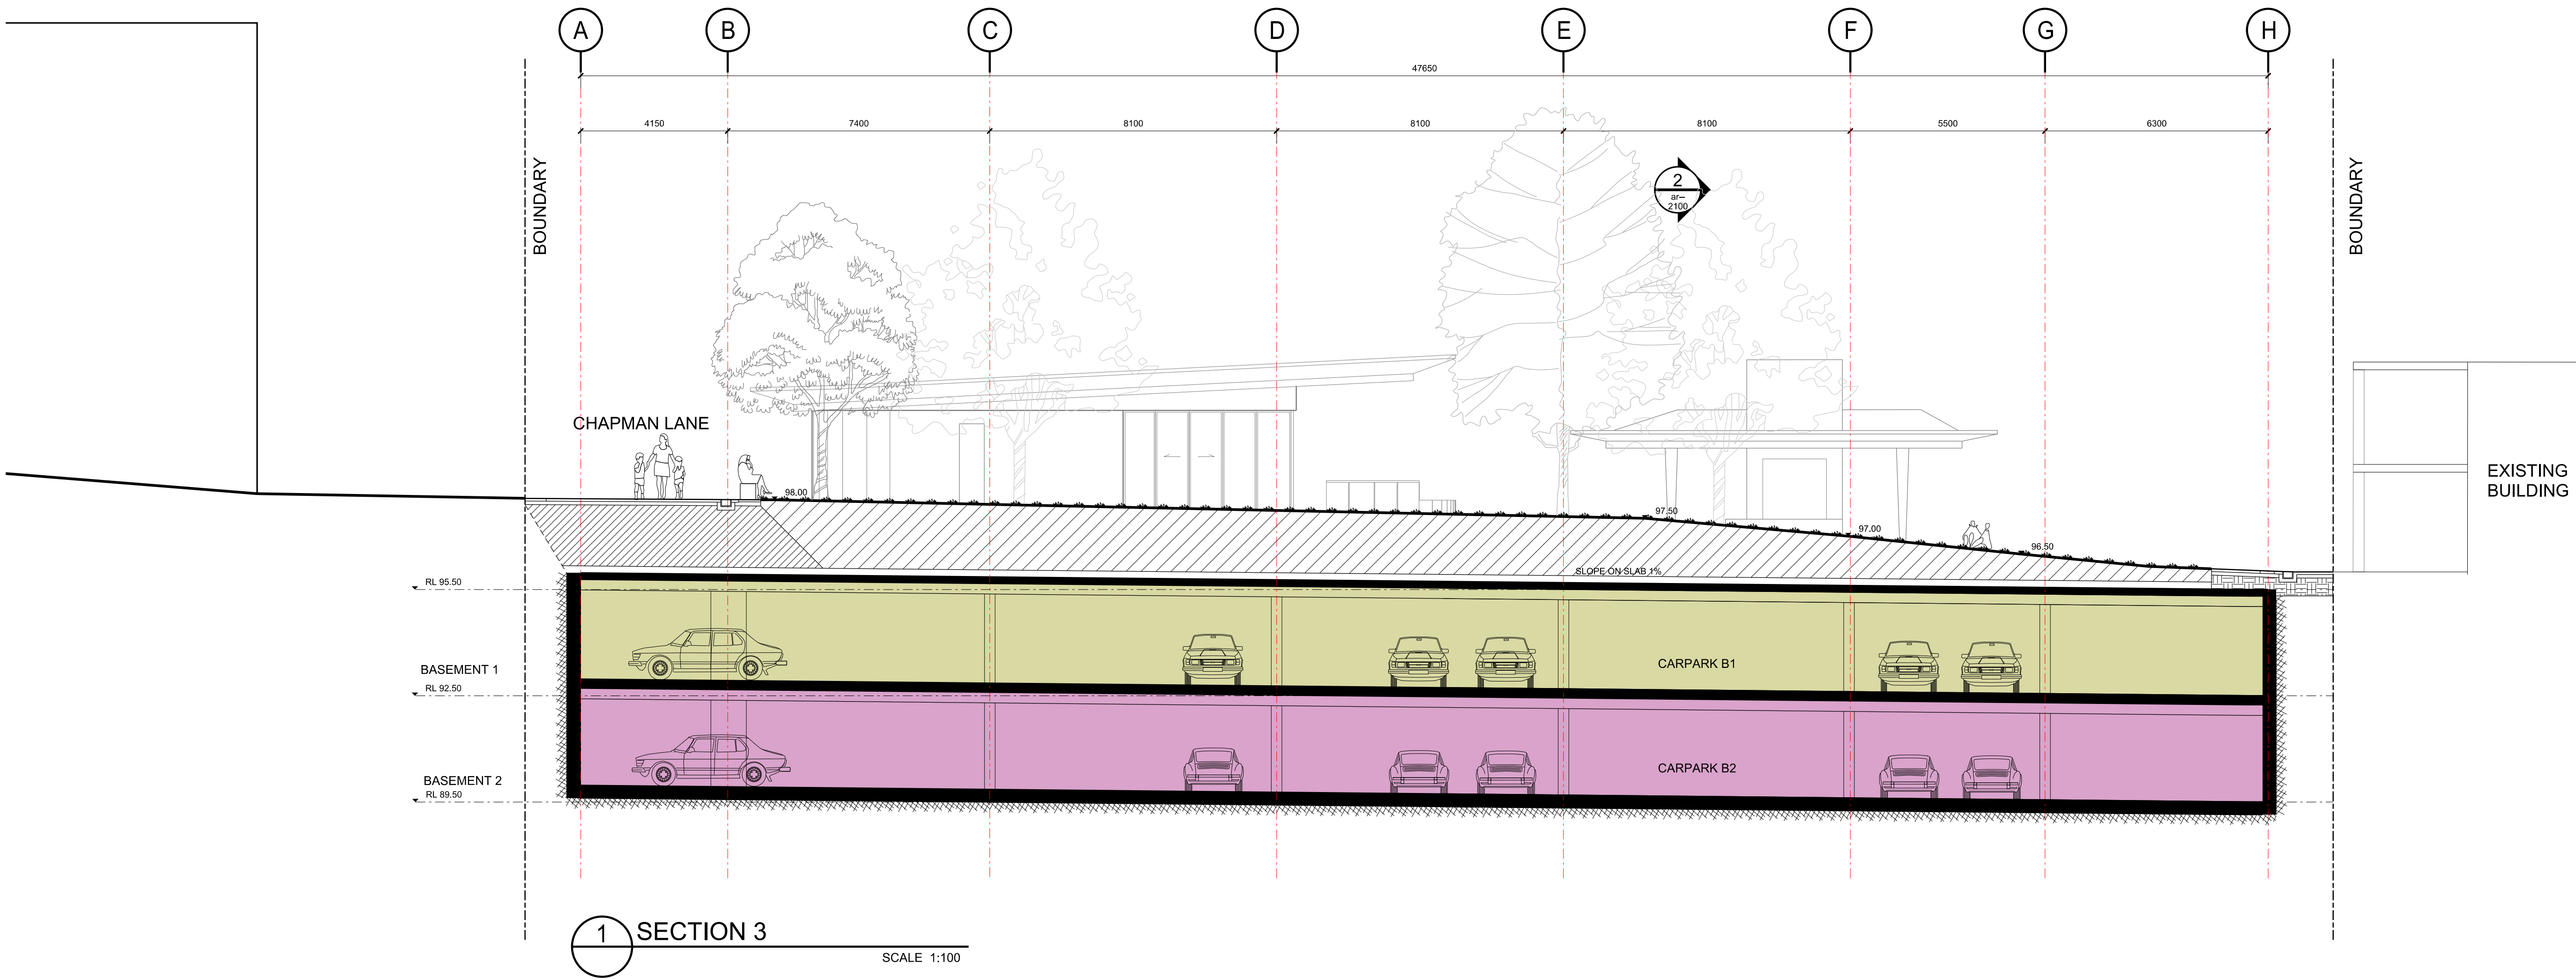 A
B
C
D
E
F
G
H
47650
4150
7400
8100
8100
8100
5500
6300
BOUNDARY
BOUNDARY
2
ar–
2100
CHAPMAN LANE
98.00
97.50
97.00
96.50
EXISTING
BUILDING
SLOPE ON SLAB 1%
RL 95.50
BASEMENT 1
CARPARK B1
RL 92.50
BASEMENT 2
CARPARK B2
RL 89.50
1
SECTION 3
SCALE 1:100